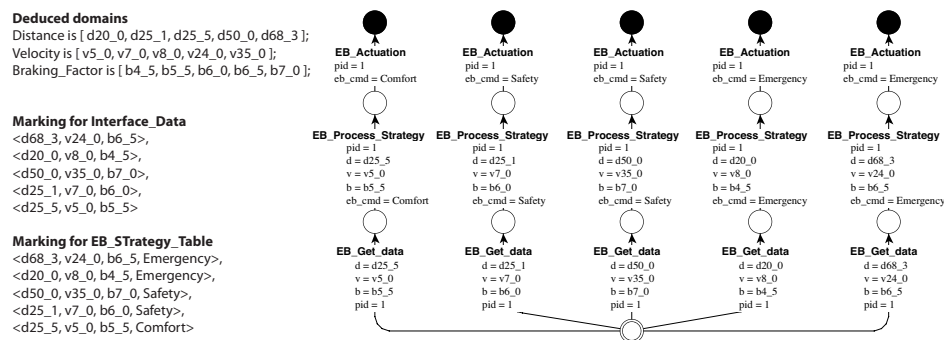 Deduced domains
Distance is [ d20_0, d25_1, d25_5, d50_0, d68_3 ];
Velocity is [ v5_0, v7_0, v8_0, v24_0, v35_0 ];
Braking_Factor is [ b4_5, b5_5, b6_0, b6_5, b7_0 ];
Marking for Interface_Data
<d68_3, v24_0, b6_5>,
<d20_0, v8_0, b4_5>,
<d50_0, v35_0, b7_0>,
<d25_1, v7_0, b6_0>,
<d25_5, v5_0, b5_5>
Marking for EB_STrategy_Table
<d68_3, v24_0, b6_5, Emergency>,
<d20_0, v8_0, b4_5, Emergency>,
<d50_0, v35_0, b7_0, Safety>,
<d25_1, v7_0, b6_0, Safety>,
<d25_5, v5_0, b5_5, Comfort>
EB_Actuation
pid = 1
eb_cmd = Comfort
EB_Process_Strategy
pid = 1
d = d25_5
v = v5_0
b = b5_5
eb_cmd = Comfort
EB_Get_data
d = d25_5
v = v5_0
b = b5_5
pid = 1
EB_Actuation
pid = 1
eb_cmd = Safety
EB_Process_Strategy
pid = 1
d = d25_1
v = v7_0
b = b6_0
eb_cmd = Safety
EB_Get_data
d = d25_1
v = v7_0
b = b6_0
pid = 1
EB_Actuation
pid = 1
eb_cmd = Safety
EB_Process_Strategy
pid = 1
d = d50_0
v = v35_0
b = b7_0
eb_cmd = Safety
EB_Get_data
d = d50_0
v = v35_0
b = b7_0
pid = 1
EB_Actuation
pid = 1
eb_cmd = Emergency
EB_Process_Strategy
pid = 1
d = d20_0
v = v8_0
b = b4_5
eb_cmd = Emergency
EB_Get_data
d = d20_0
v = v8_0
b = b4_5
pid = 1
EB_Actuation
pid = 1
eb_cmd = Emergency
EB_Process_Strategy
pid = 1
d = d68_3
v = v24_0
b = b6_5
eb_cmd = Emergency
EB_Get_data
d = d68_3
v = v24_0
b = b6_5
pid = 1